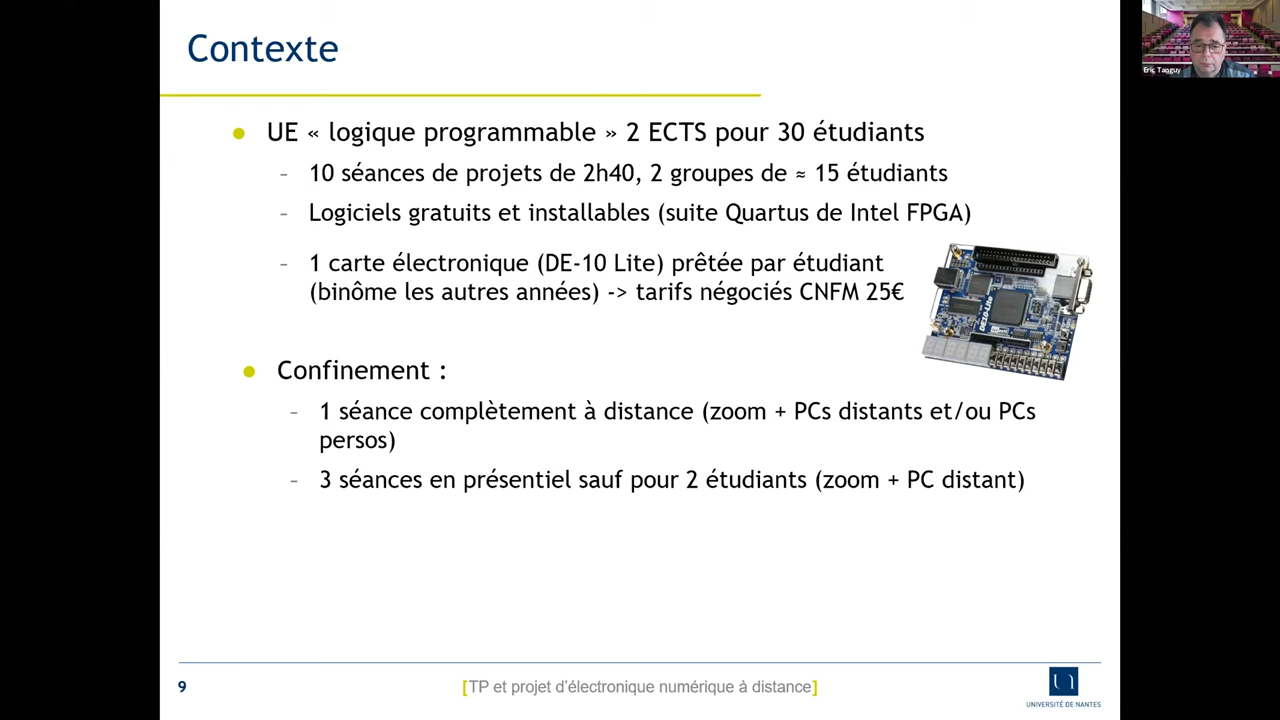 Contexte
Eric Tanguy
UE « logique programmable » 2 ECTS pour 30 étudiants
- 10 séances de projets de 2h40, 2 groupes de ≈ 15 étudiants
- Logiciels gratuits et installables (suite Quartus de Intel FPGA)
- 1 carte électronique (DE-10 Lite) prêtée par étudiant
(binôme les autres années) -> tarifs négociés CNFM 25€
DE10-Lite
Confinement :
- 1 séance complètement à distance (zoom + PCs distants et/ou PCs
persos)
- 3 séances en présentiel sauf pour 2 étudiants (zoom + PC distant)
9
[TP et projet d'électronique numérique à distance]
UNIVERSITÉ DE NANTES